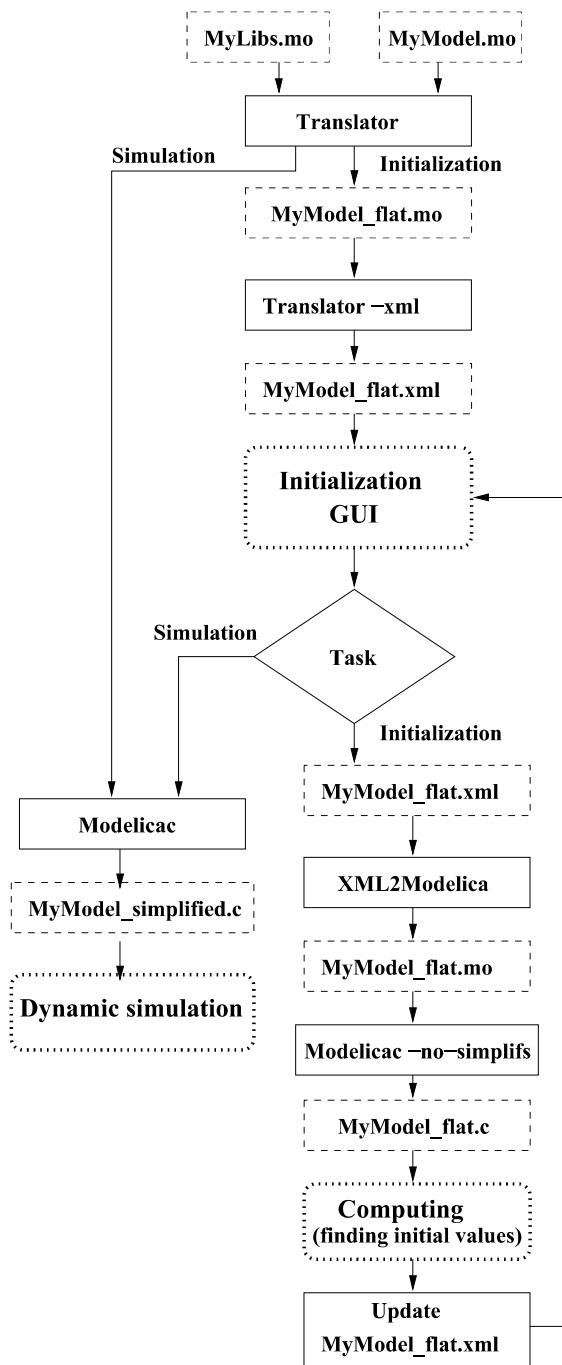 MyLibs.mo
MyModel.mo
Translator
Simulation
Initialization
MyModel_flat.mo
Translator −xml
MyModel_flat.xml
Initialization
GUI
Simulation
Task
Initialization
MyModel_flat.xml
Modelicac
XML2Modelica
MyModel_simplified.c
MyModel_flat.mo
Dynamic simulation
Modelicac −no−simplifs
MyModel_flat.c
Computing
(finding initial values)
Update
MyModel_flat.xml